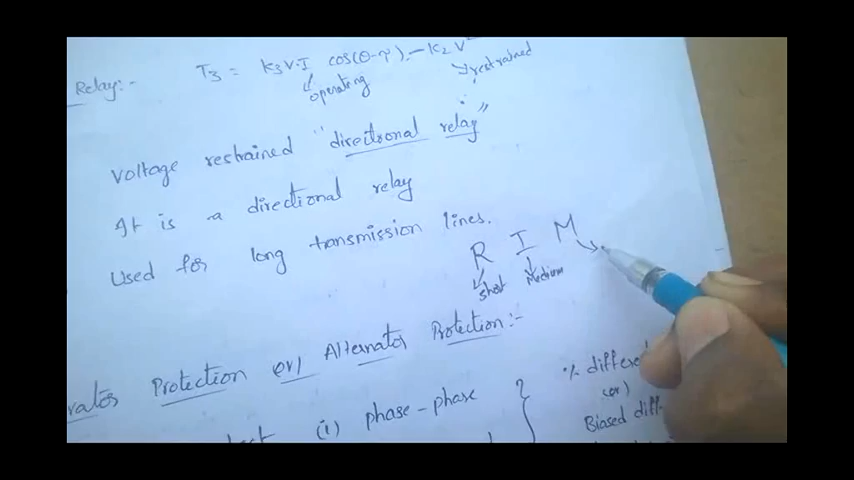 Relay:- T3 = K3 V.I cos(θ-τ).- K2 V
operating restrained
Voltage restrained "directional relay"
It is a directional relay
Used for long transmission lines.
R I M
short Medium
Protection (or) Alternator Protection:-
(i) phase-phase
% differe
(or)
Biased diff